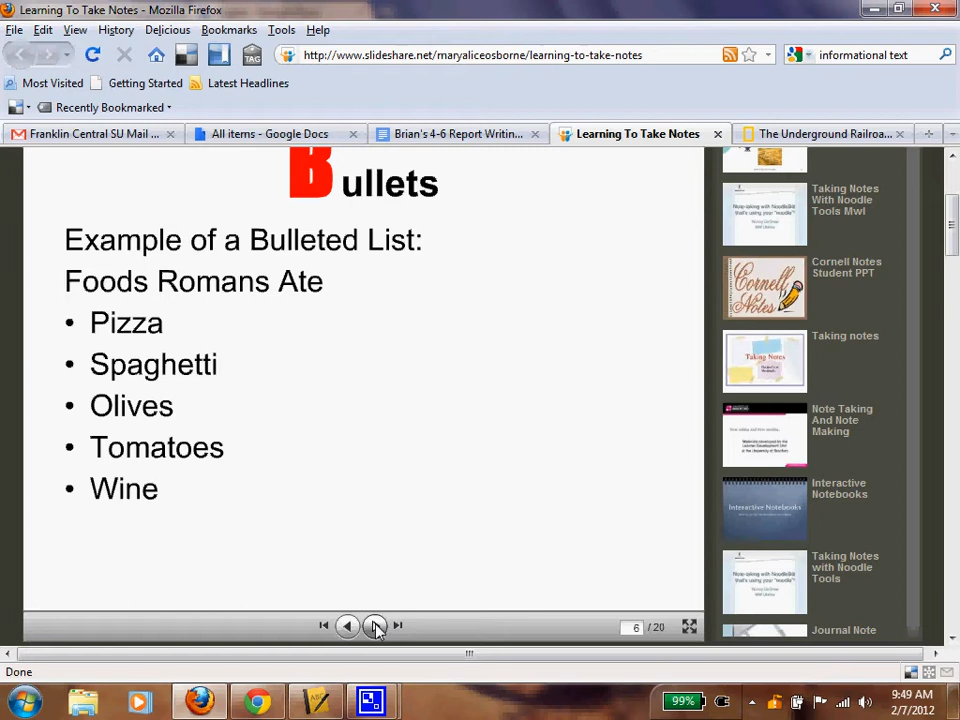 Learning To Take Notes - Mozilla Firefox
File Edit View History Delicious Bookmarks Tools Help
http://www.slideshare.net/maryaliceosborne/learning-to-take-notes
informational text
TAG
Most Visited Getting Started Latest Headlines
Recently Bookmarked
Franklin Central SU Mail ... All items - Google Docs Brian's 4-6 Report Writin... Learning To Take Notes The Underground Railroa...
Bullets
Example of a Bulleted List:
Foods Romans Ate
• Pizza
• Spaghetti
• Olives
• Tomatoes
• Wine
Taking Notes
With Noodle
Tools Mwl
Cornell Notes
Student PPT
Cornell
Notes
Taking notes
Taking Notes
Note Taking
And Note
Making
Interactive
Notebooks
Interactive Notebooks
Taking Notes
with Noodle
Tools
Journal Note
6 / 20
Done
99%
9:49 AM
2/7/2012